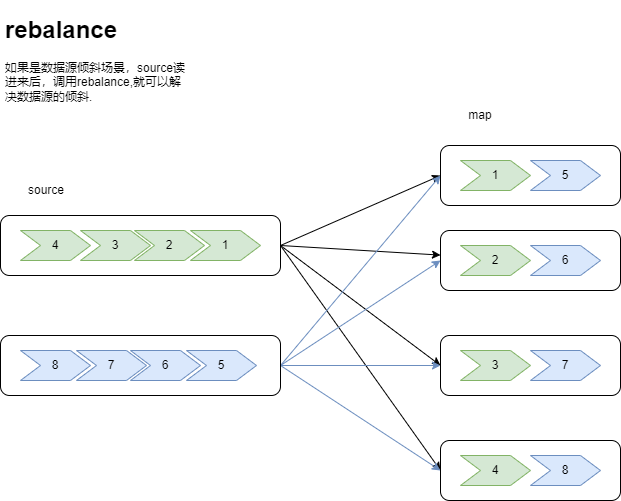 rebalance
如果是数据源倾斜场景，source读
进来后，调用rebalance,就可以解
决数据源的倾斜.
map
source
1 5
4 3 2 1
2 6
8 7 6 5
3 7
4 8